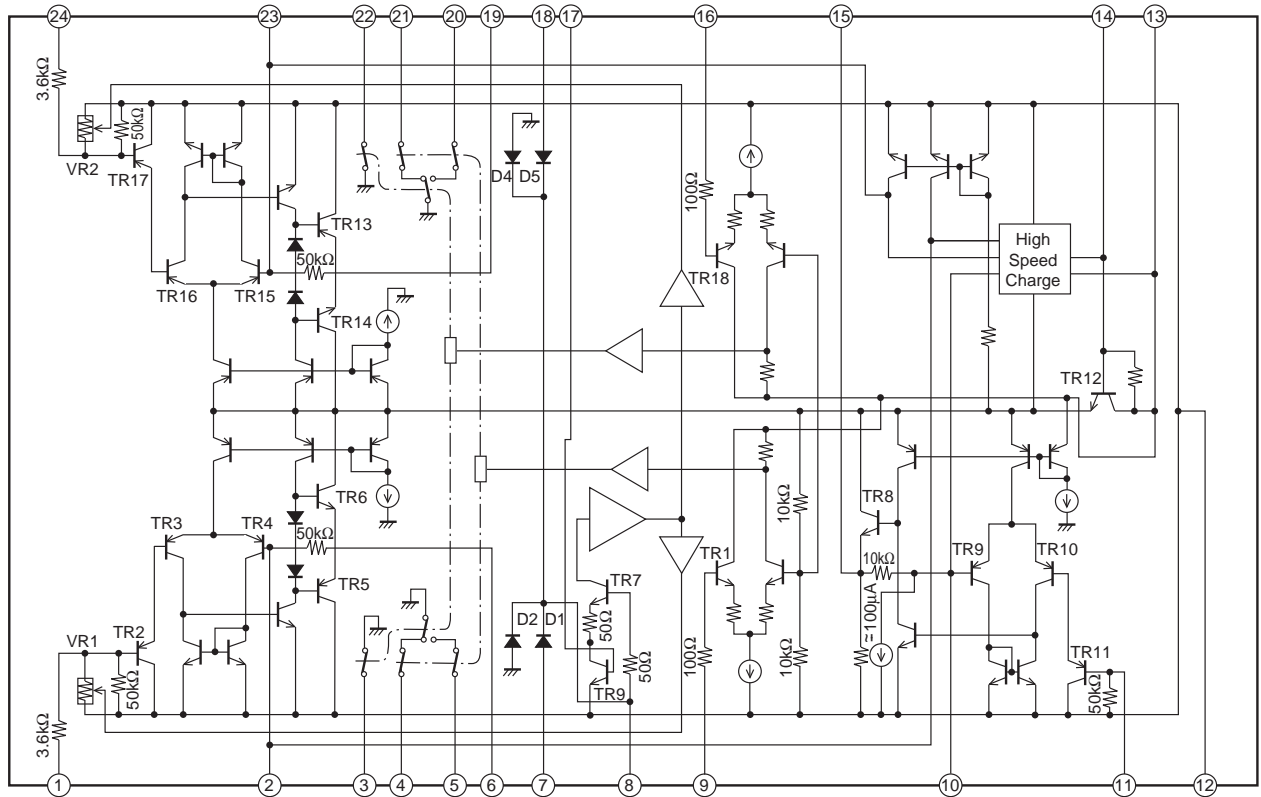 24 23 22 21 20 19 18 17 16 15 14 13
3.6kΩ
50kΩ
VR2
TR17
D4 D5
100Ω
TR13
50kΩ
TR16
TR15
TR18
High
Speed
Charge
TR14
TR12
TR6
TR3
TR4
50kΩ
10kΩ
TR8
10kΩ
TR1
TR9
TR10
TR5
TR7
50Ω
D2 D1
≈100μA
VR1
TR2
50kΩ
50Ω
100Ω
10kΩ
TR11
50kΩ
TR9
3.6kΩ
1 2 3 4 5 6 7 8 9 10 11 12